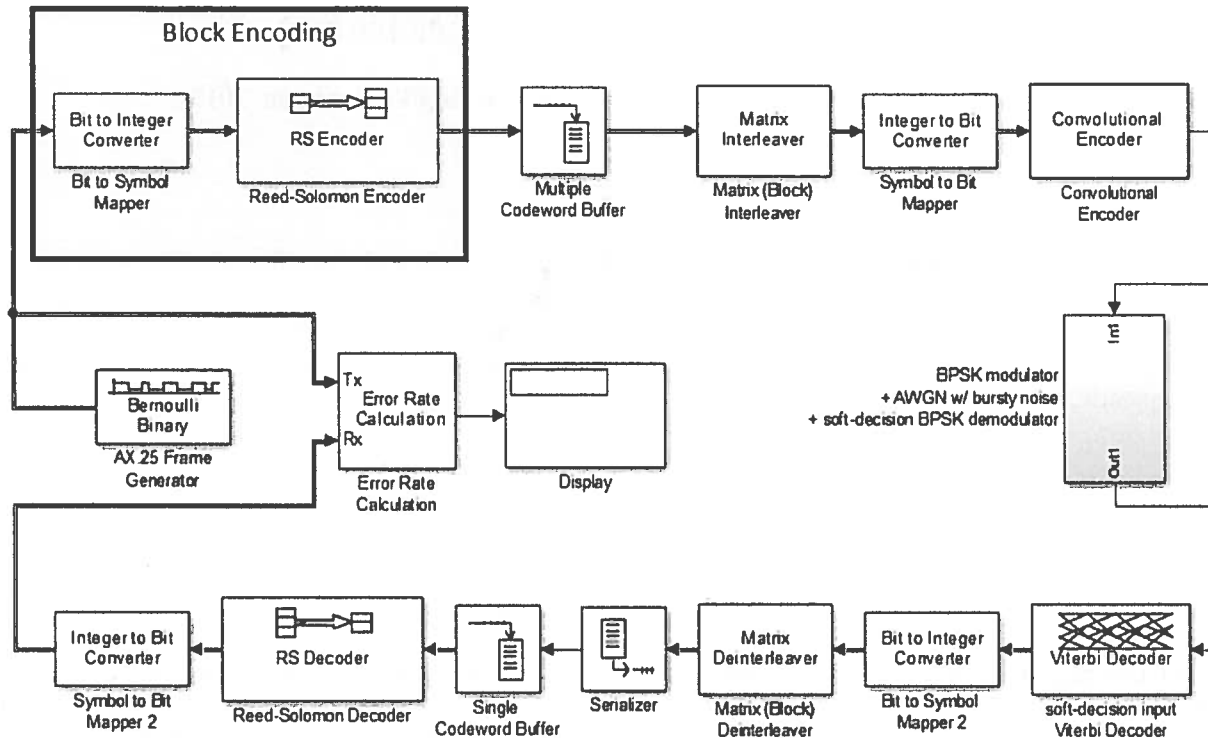 Block Encoding
Bit to Integer
Converter
Bit to Symbol
Mapper
RS Encoder
Reed-Solomon Encoder
Multiple
Codeword Buffer
Matrix
Interleaver
Matrix (Block)
Interleaver
Integer to Bit
Converter
Symbol to Bit
Mapper
Convolutional
Encoder
Convolutional
Encoder
Bernoulli
Binary
AX.25 Frame
Generator
Tx
Error Rate
Calculation
Rx
Error Rate
Calculation
Display
BPSK modulator
+ AWGN w/ bursty noise
+ soft-decision BPSK demodulator
In1
Out1
Integer to Bit
Converter
Symbol to Bit
Mapper 2
RS Decoder
Reed-Solomon Decoder
Single
Codeword Buffer
Serializer
Matrix
Deinterleaver
Matrix (Block)
Deinterleaver
Bit to Integer
Converter
Bit to Symbol
Mapper 2
Viterbi Decoder
soft-decision input
Viterbi Decoder